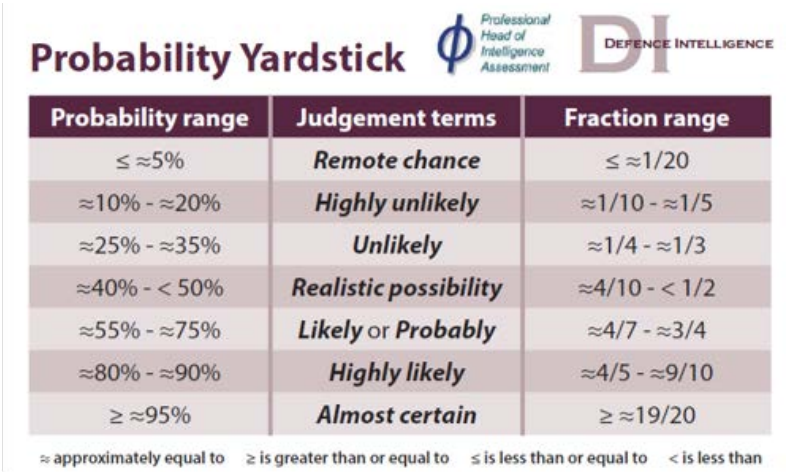 Probability Yardstick
Professional
Head of
Intelligence
Assessment
DI
DEFENCE INTELLIGENCE
Probability range Judgement terms Fraction range
≤ ≈5% Remote chance ≤ ≈1/20
≈10% - ≈20% Highly unlikely ≈1/10 - ≈1/5
≈25% - ≈35% Unlikely ≈1/4 - ≈1/3
≈40% - < 50% Realistic possibility ≈4/10 - < 1/2
≈55% - ≈75% Likely or Probably ≈4/7 - ≈3/4
≈80% - ≈90% Highly likely ≈4/5 - ≈9/10
≥ ≈95% Almost certain ≥ ≈19/20
≈ approximately equal to ≥ is greater than or equal to ≤ is less than or equal to < is less than